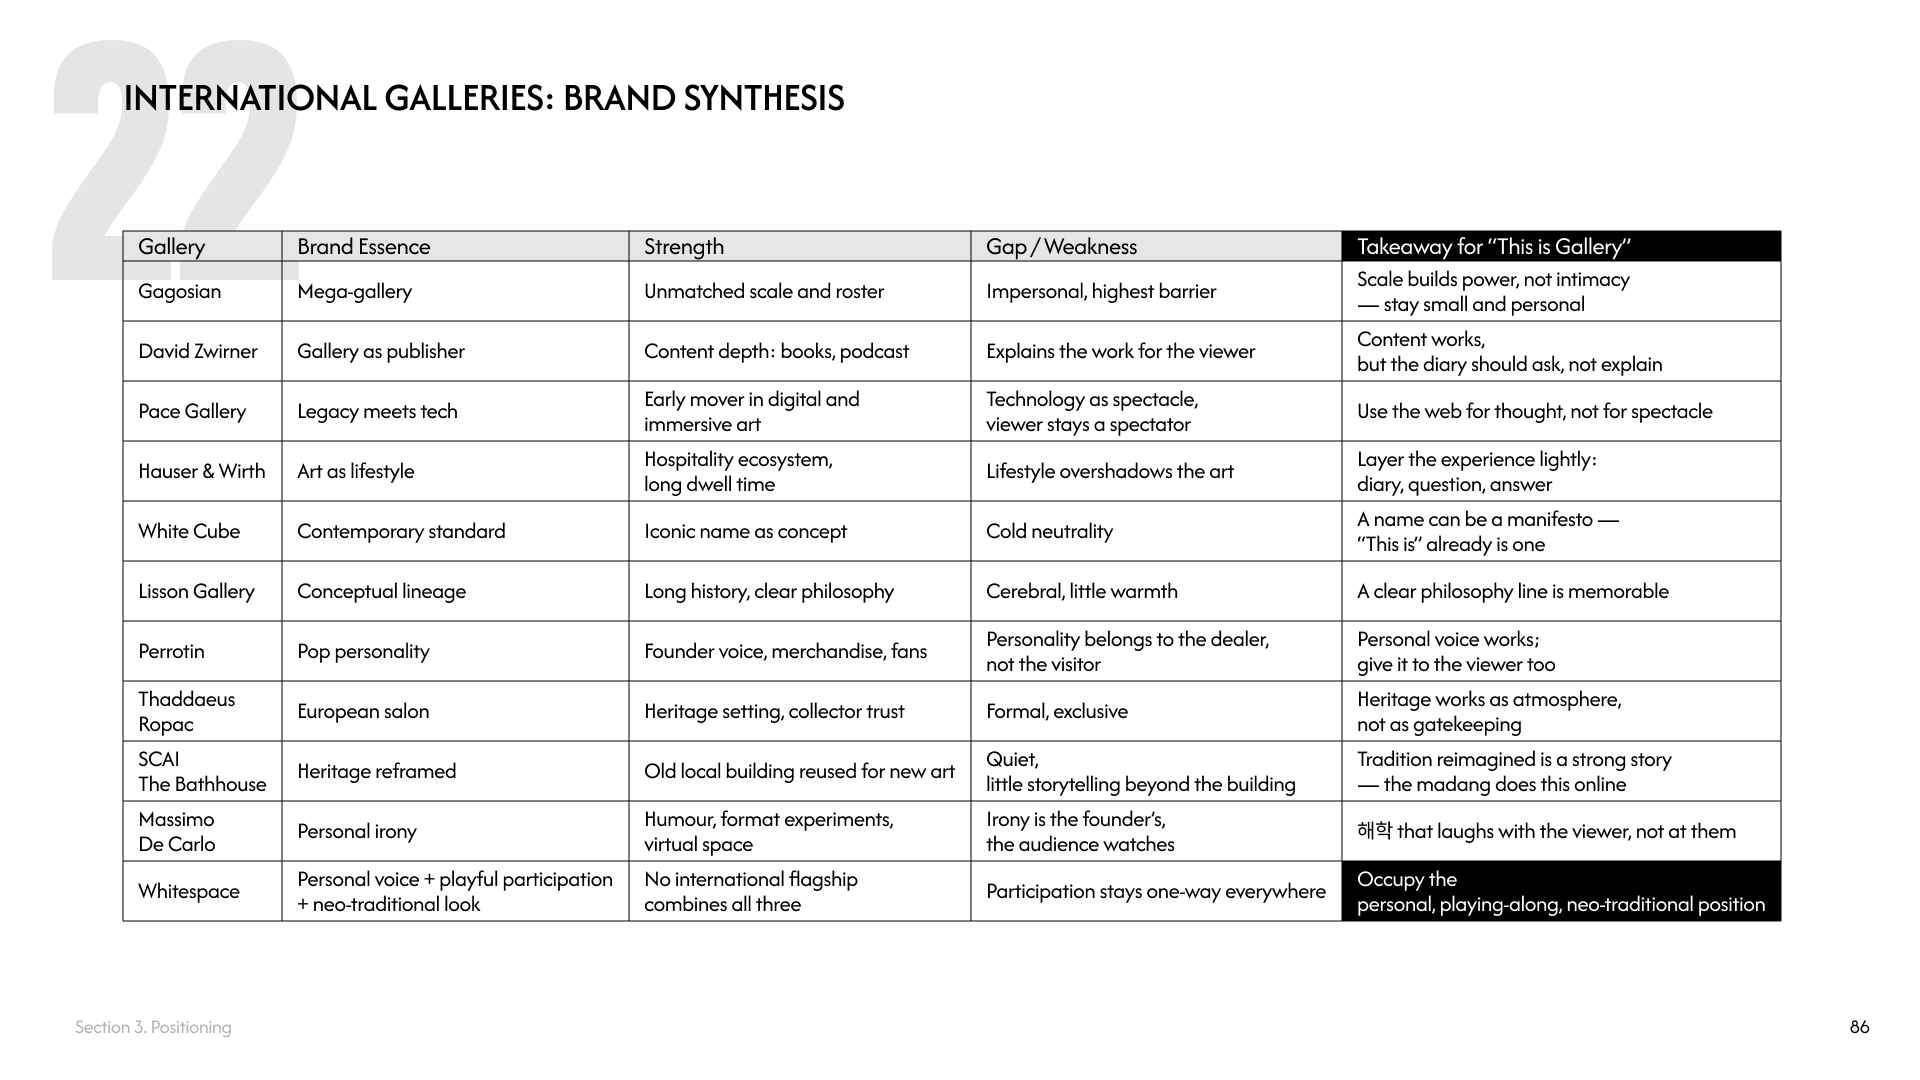 22
INTERNATIONAL GALLERIES: BRAND SYNTHESIS
Gallery
Brand Essence
Strength
Gap / Weakness
Takeaway for “This is Gallery”
Gagosian
Mega-gallery
Unmatched scale and roster
Impersonal, highest barrier
Scale builds power, not intimacy
— stay small and personal
David Zwirner
Gallery as publisher
Content depth: books, podcast
Explains the work for the viewer
Content works,
but the diary should ask, not explain
Pace Gallery
Legacy meets tech
Early mover in digital and
immersive art
Technology as spectacle,
viewer stays a spectator
Use the web for thought, not for spectacle
Hauser & Wirth
Art as lifestyle
Hospitality ecosystem,
long dwell time
Lifestyle overshadows the art
Layer the experience lightly:
diary, question, answer
White Cube
Contemporary standard
Iconic name as concept
Cold neutrality
A name can be a manifesto —
“This is” already is one
Lisson Gallery
Conceptual lineage
Long history, clear philosophy
Cerebral, little warmth
A clear philosophy line is memorable
Perrotin
Pop personality
Founder voice, merchandise, fans
Personality belongs to the dealer,
not the visitor
Personal voice works;
give it to the viewer too
Thaddaeus
Ropac
European salon
Heritage setting, collector trust
Formal, exclusive
Heritage works as atmosphere,
not as gatekeeping
SCAI
The Bathhouse
Heritage reframed
Old local building reused for new art
Quiet,
little storytelling beyond the building
Tradition reimagined is a strong story
— the madang does this online
Massimo
De Carlo
Personal irony
Humour, format experiments,
virtual space
Irony is the founder’s,
the audience watches
해학 that laughs with the viewer, not at them
Whitespace
Personal voice + playful participation
+ neo-traditional look
No international flagship
combines all three
Participation stays one-way everywhere
Occupy the
personal, playing-along, neo-traditional position
Section 3. Positioning
86